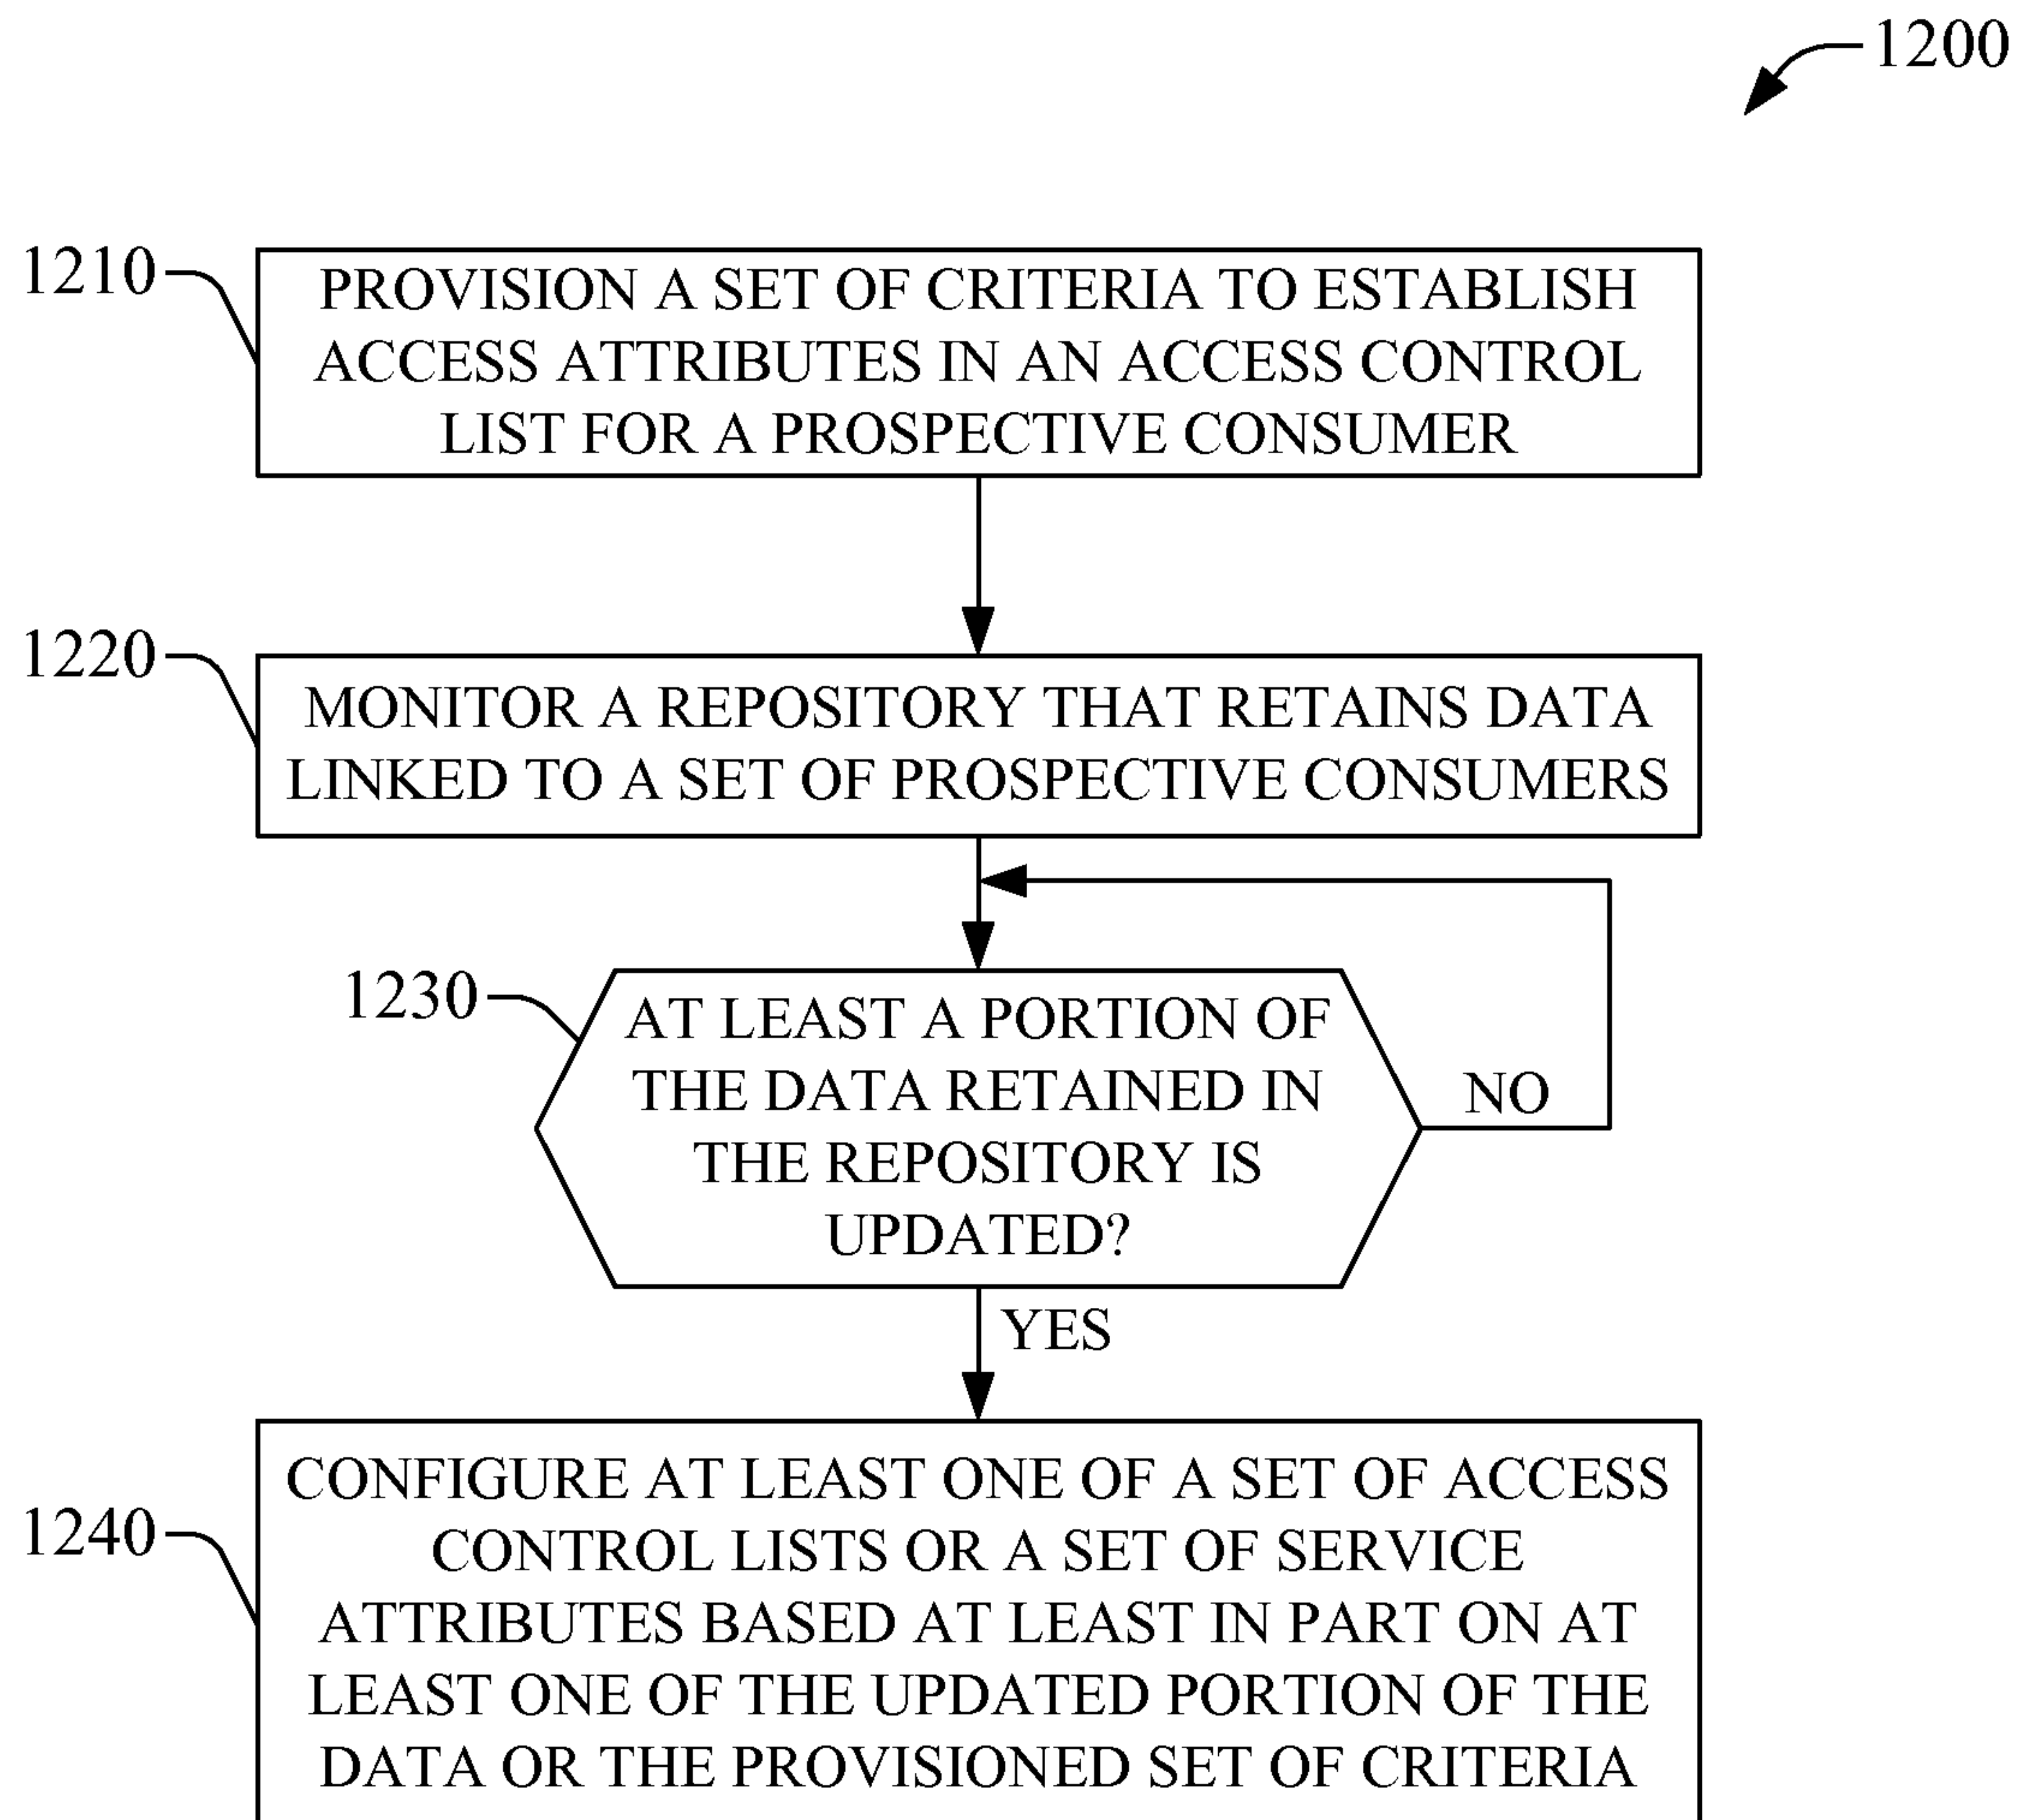 1200
1210
PROVISION A SET OF CRITERIA TO ESTABLISH
ACCESS ATTRIBUTES IN AN ACCESS CONTROL
LIST FOR A PROSPECTIVE CONSUMER
1220
MONITOR A REPOSITORY THAT RETAINS DATA
LINKED TO A SET OF PROSPECTIVE CONSUMERS
1230
AT LEAST A PORTION OF
THE DATA RETAINED IN
THE REPOSITORY IS
UPDATED?
NO
YES
1240
CONFIGURE AT LEAST ONE OF A SET OF ACCESS
CONTROL LISTS OR A SET OF SERVICE
ATTRIBUTES BASED AT LEAST IN PART ON AT
LEAST ONE OF THE UPDATED PORTION OF THE
DATA OR THE PROVISIONED SET OF CRITERIA